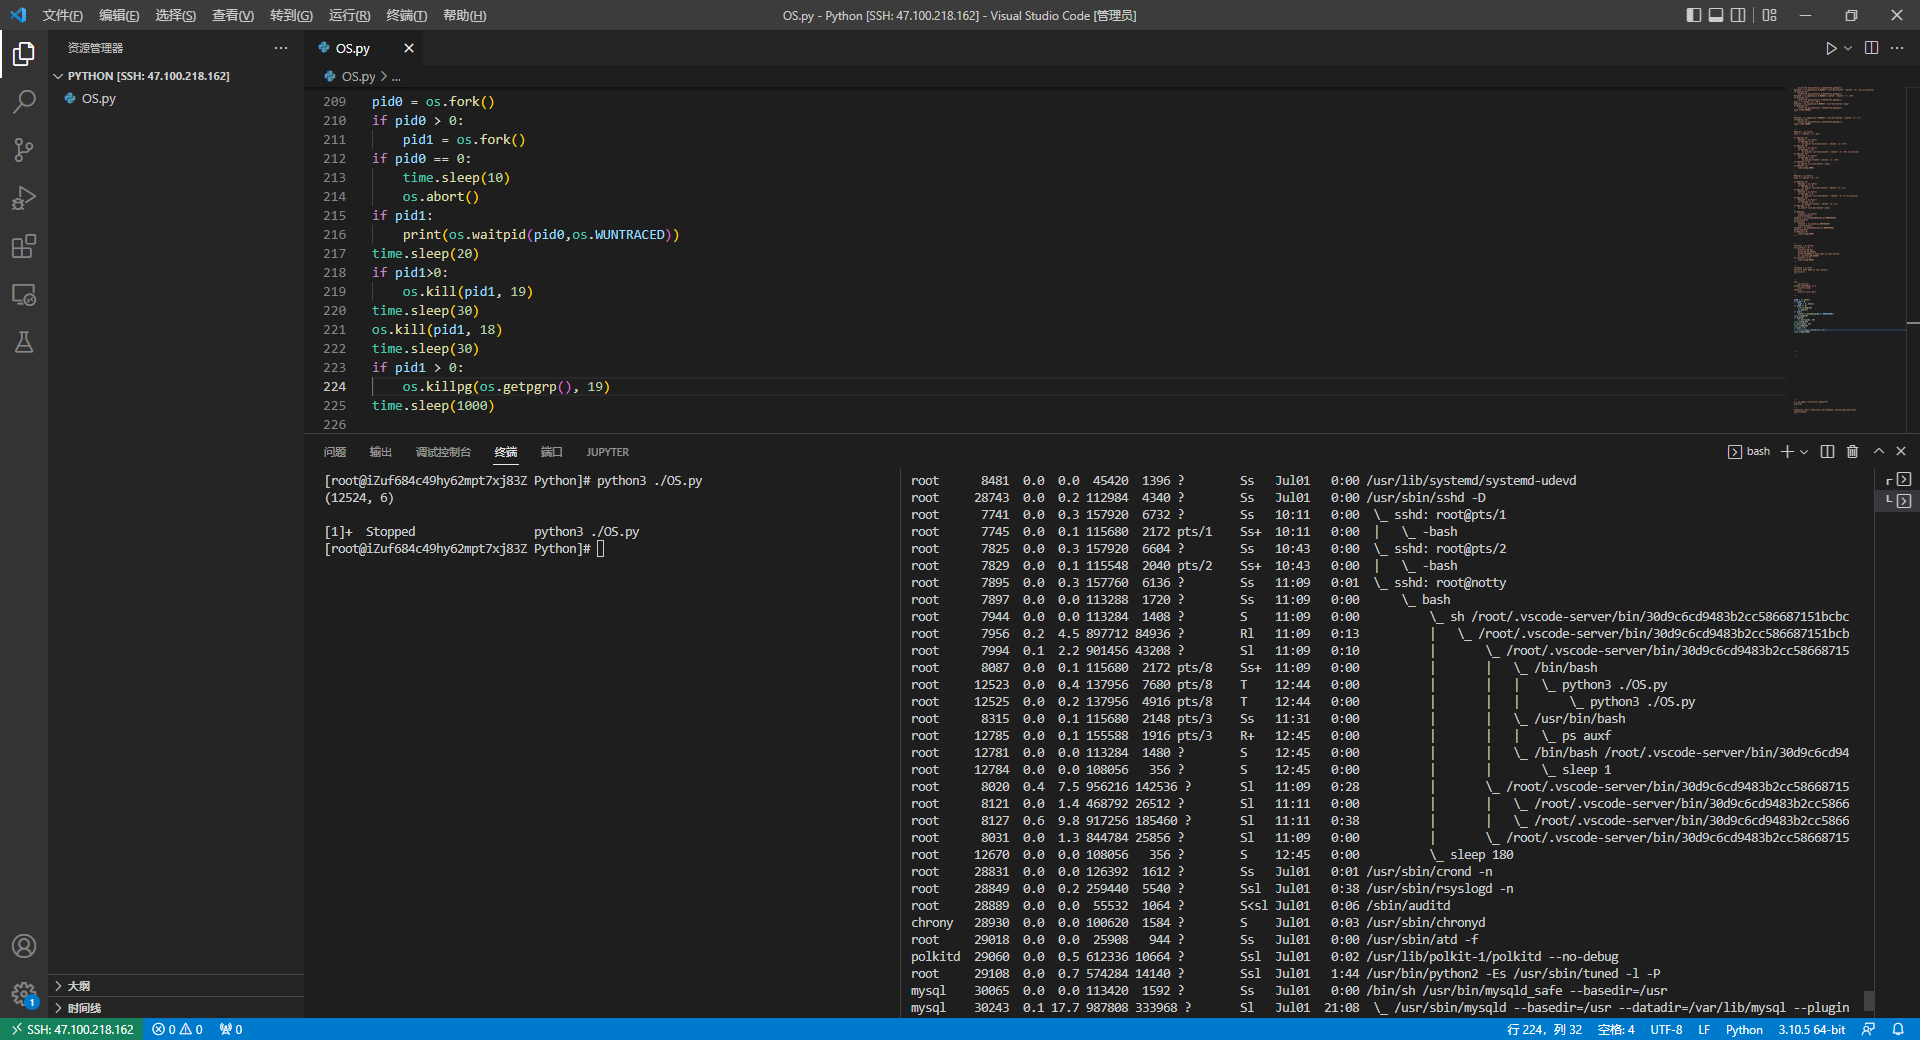 文件(F) 编辑(E) 选择(S) 查看(V) 转到(G) 运行(R) 终端(T) 帮助(H)
OS.py - Python [SSH: 47.100.218.162] - Visual Studio Code [管理员]
资源管理器
PYTHON [SSH: 47.100.218.162]
OS.py
大纲
时间线
OS.py
OS.py > ...
209 pid0 = os.fork()
210 if pid0 > 0:
211     pid1 = os.fork()
212 if pid0 == 0:
213     time.sleep(10)
214     os.abort()
215 if pid1:
216     print(os.waitpid(pid0,os.WUNTRACED))
217 time.sleep(20)
218 if pid1>0:
219     os.kill(pid1, 19)
220 time.sleep(30)
221 os.kill(pid1, 18)
222 time.sleep(30)
223 if pid1 > 0:
224     os.killpg(os.getpgrp(), 19)
225 time.sleep(1000)
226
问题 输出 调试控制台 终端 端口 JUPYTER
bash
[root@iZuf684c49hy62mpt7xj83Z Python]# python3 ./OS.py
(12524, 6)
[1]+  Stopped                 python3 ./OS.py
[root@iZuf684c49hy62mpt7xj83Z Python]#
root      8481  0.0  0.0  45420  1396 ?        Ss   Jul01   0:00 /usr/lib/systemd/systemd-udevd
root     28743  0.0  0.2 112984  4340 ?        Ss   Jul01   0:00 /usr/sbin/sshd -D
root      7741  0.0  0.3 157920  6732 ?        Ss   10:11   0:00  \_ sshd: root@pts/1
root      7745  0.0  0.1 115680  2172 pts/1    Ss+  10:11   0:00  |   \_ -bash
root      7825  0.0  0.3 157920  6604 ?        Ss   10:43   0:00  \_ sshd: root@pts/2
root      7829  0.0  0.1 115548  2040 pts/2    Ss+  10:43   0:00  |   \_ -bash
root      7895  0.0  0.3 157760  6136 ?        Ss   11:09   0:01  \_ sshd: root@notty
root      7897  0.0  0.0 113288  1720 ?        Ss   11:09   0:00      \_ bash
root      7944  0.0  0.0 113284  1408 ?        S    11:09   0:00          \_ sh /root/.vscode-server/bin/30d9c6cd9483b2cc586687151bcbc
root      7956  0.2  4.5 897712 84936 ?        Rl   11:09   0:13          |   \_ /root/.vscode-server/bin/30d9c6cd9483b2cc586687151bcb
root      7994  0.1  2.2 901456 43208 ?        Sl   11:09   0:10          |       \_ /root/.vscode-server/bin/30d9c6cd9483b2cc58668715
root      8087  0.0  0.1 115680  2172 pts/8    Ss+  11:09   0:00          |       |   \_ /bin/bash
root     12523  0.0  0.4 137956  7680 pts/8    T    12:44   0:00          |       |   |   \_ python3 ./OS.py
root     12525  0.0  0.2 137956  4916 pts/8    T    12:44   0:00          |       |   |       \_ python3 ./OS.py
root      8315  0.0  0.1 115680  2148 pts/3    Ss   11:31   0:00          |       |   \_ /usr/bin/bash
root     12785  0.0  0.1 155588  1916 pts/3    R+   12:45   0:00          |       |   |   \_ ps auxf
root     12781  0.0  0.0 113284  1480 ?        S    12:45   0:00          |       |   \_ /bin/bash /root/.vscode-server/bin/30d9c6cd94
root     12784  0.0  0.0 108056   356 ?        S    12:45   0:00          |       |       \_ sleep 1
root      8020  0.4  7.5 956216 142536 ?       Sl   11:09   0:28          |       \_ /root/.vscode-server/bin/30d9c6cd9483b2cc58668715
root      8121  0.0  1.4 468792 26512 ?        Sl   11:11   0:00          |       |   \_ /root/.vscode-server/bin/30d9c6cd9483b2cc5866
root      8127  0.6  9.8 917256 185460 ?       Sl   11:11   0:38          |       |   \_ /root/.vscode-server/bin/30d9c6cd9483b2cc5866
root      8031  0.0  1.3 844784 25856 ?        Sl   11:09   0:00          |       \_ /root/.vscode-server/bin/30d9c6cd9483b2cc58668715
root     12670  0.0  0.0 108056   356 ?        S    12:45   0:00          \_ sleep 180
root     28831  0.0  0.0 126392  1612 ?        Ss   Jul01   0:01 /usr/sbin/crond -n
root     28849  0.0  0.2 259440  5540 ?        Ssl  Jul01   0:38 /usr/sbin/rsyslogd -n
root     28889  0.0  0.0  55532  1064 ?        S<sl Jul01   0:06 /sbin/auditd
chrony   28930  0.0  0.0 100620  1584 ?        S    Jul01   0:03 /usr/sbin/chronyd
root     29018  0.0  0.0  25908   944 ?        Ss   Jul01   0:00 /usr/sbin/atd -f
polkitd  29060  0.0  0.5 612336 10664 ?        Ssl  Jul01   0:02 /usr/lib/polkit-1/polkitd --no-debug
root     29108  0.0  0.7 574284 14140 ?        Ssl  Jul01   1:44 /usr/bin/python2 -Es /usr/sbin/tuned -l -P
mysql    30065  0.0  0.0 113420  1592 ?        Ss   Jul01   0:00 /bin/sh /usr/bin/mysqld_safe --basedir=/usr
mysql    30243  0.1 17.7 987808 333968 ?       Sl   Jul01  21:08  \_ /usr/sbin/mysqld --basedir=/usr --datadir=/var/lib/mysql --plugin
1
SSH: 47.100.218.162 0 0 0 行 224，列 32 空格: 4 UTF-8 LF Python 3.10.5 64-bit